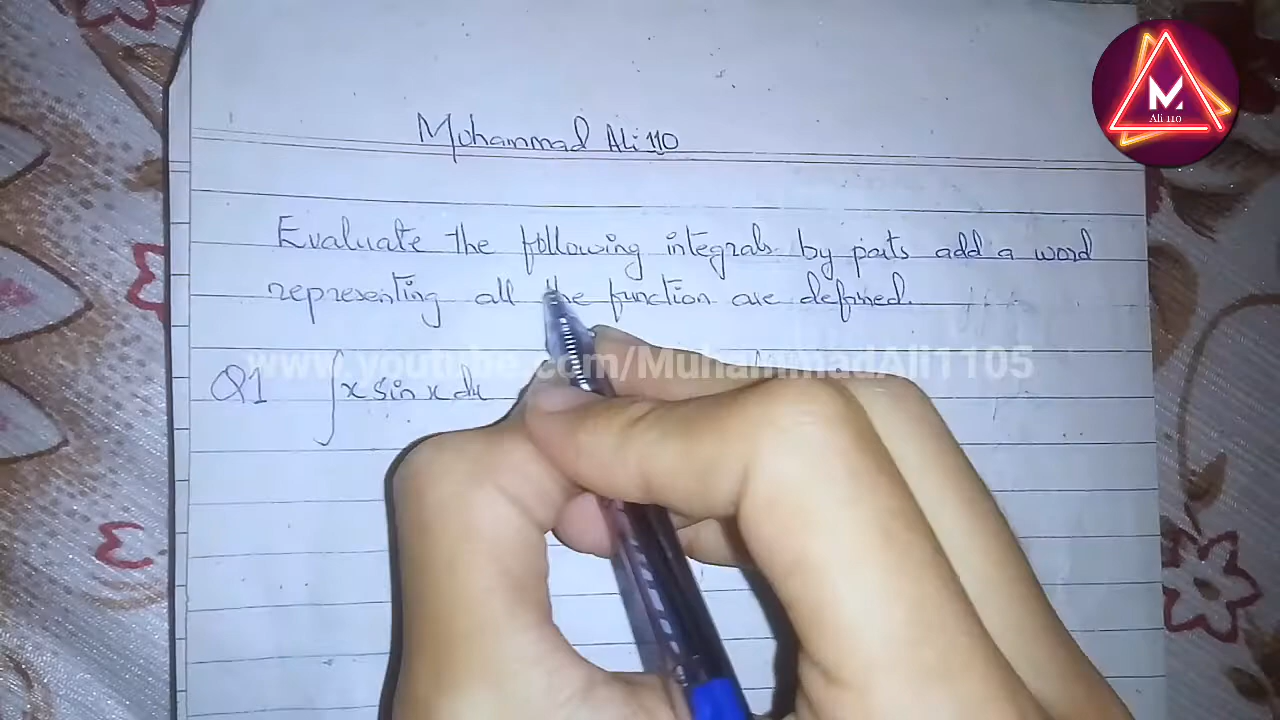 M
Ali 110
Muhammad Ali 110
Evaluate the following integrals by parts add a word
representing all the function are defined.
www.youtube.com/MuhammadAli1105
Q1 ∫x sin x dx